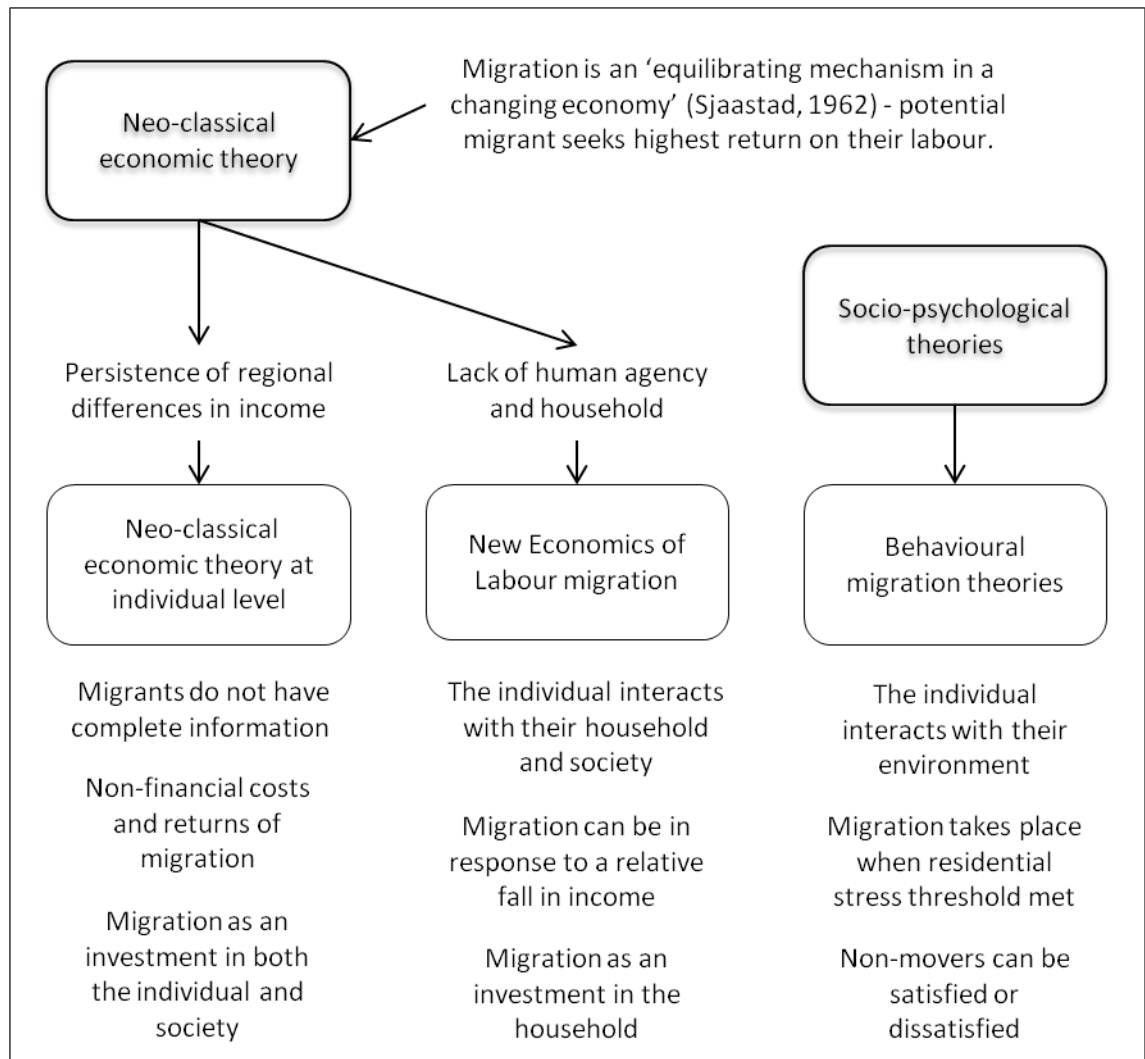 Neo-classical
economic theory
Migration is an ‘equilibrating mechanism in a
changing economy’ (Sjaastad, 1962) - potential
migrant seeks highest return on their labour.
Socio-psychological
theories
Persistence of regional
differences in income
Lack of human agency
and household
Neo-classical
economic theory at
individual level
New Economics of
Labour migration
Behavioural
migration theories
Migrants do not have
complete information
Non-financial costs
and returns of
migration
Migration as an
investment in both
the individual and
society
The individual interacts
with their household
and society
Migration can be in
response to a relative
fall in income
Migration as an
investment in the
household
The individual
interacts with their
environment
Migration takes place
when residential
stress threshold met
Non-movers can be
satisfied or
dissatisfied